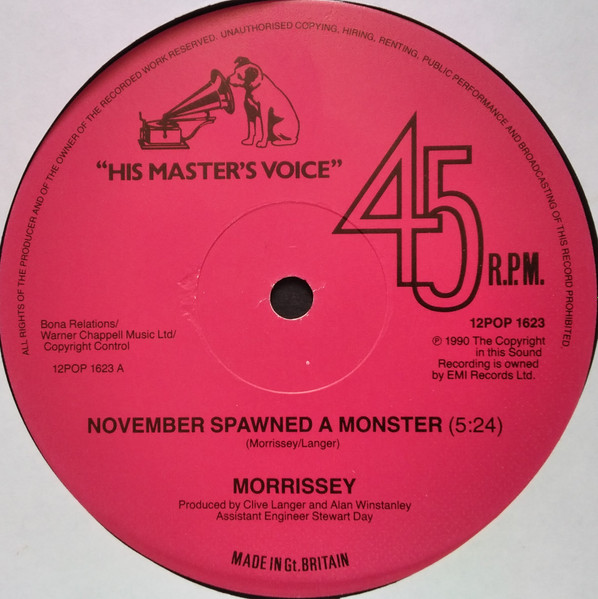 ALL RIGHTS OF THE PRODUCER AND OF THE OWNER OF THE RECORDED WORK RESERVED. UNAUTHORISED COPYING, HIRING, RENTING, PUBLIC PERFORMANCE AND BROADCASTING OF THIS RECORD PROHIBITED.
"HIS MASTER'S VOICE"
45 R.P.M.
Bona Relations/
Warner Chappell Music Ltd/
Copyright Control
12POP 1623 A
12POP 1623
℗ 1990 The Copyright
in this Sound
Recording is owned
by EMI Records Ltd.
NOVEMBER SPAWNED A MONSTER (5:24)
(Morrissey/Langer)
MORRISSEY
Produced by Clive Langer and Alan Winstanley
Assistant Engineer Stewart Day
MADE IN Gt. BRITAIN